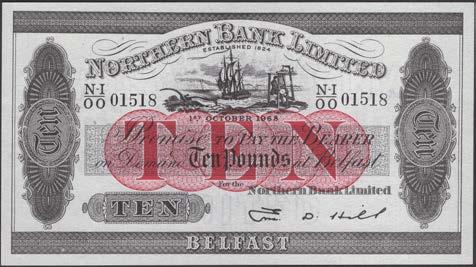 NORTHERN BANK LIMITED
ESTABLISHED 1824
N-I
00 01518
N-I
00 01518
1ST OCTOBER 1968
Promise TO PAY THE BEARER
TEN
on Demand Ten Pounds at Belfast
For the Northern Bank Limited
Ten
Ten
TEN
D. Hill
BELFAST